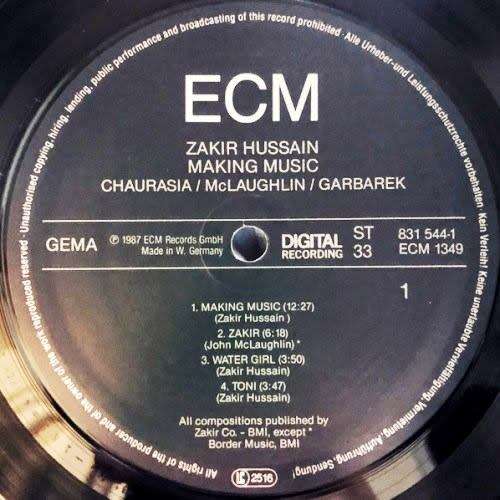 All rights of the producer and of the owner of the work reproduced reserved · Unauthorised copying, hiring, lending, public performance and broadcasting of this record prohibited · Alle Urheber- und Leistungsschutzrechte vorbehalten · Kein Verleih! Keine unerlaubte Vervielfältigung, Vermietung, Aufführung, Sendung!
ECM
ZAKIR HUSSAIN
MAKING MUSIC
CHAURASIA / McLAUGHLIN / GARBAREK
GEMA
℗ 1987 ECM Records GmbH
Made in W. Germany
DIGITAL
RECORDING
ST
33
831 544-1
ECM 1349
1
1. MAKING MUSIC (12:27)
(Zakir Hussain )
2. ZAKIR (6:18)
(John McLaughlin) *
3. WATER GIRL (3:50)
(Zakir Hussain)
4. TONI (3:47)
(Zakir Hussain)
All compositions published by
Zakir Co. - BMI, except *
Border Music, BMI
LC 2516